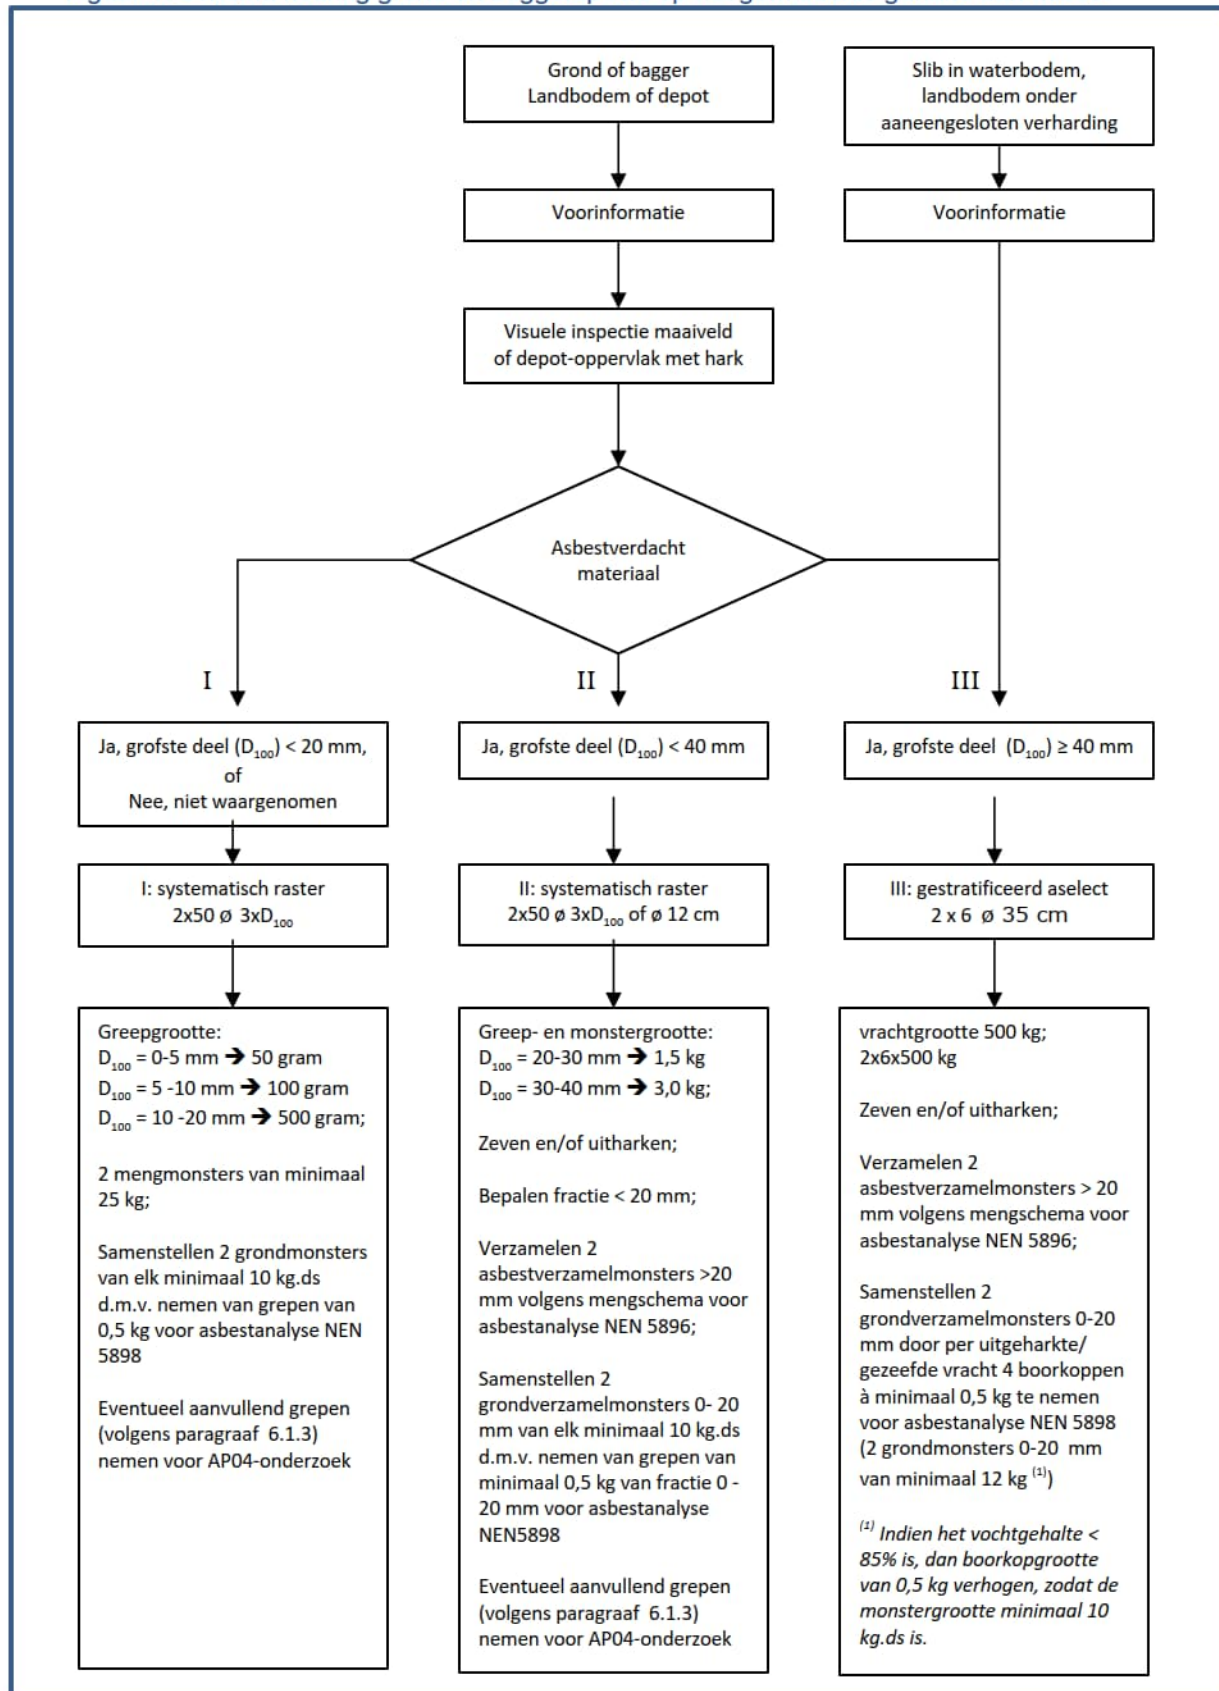 Grond of bagger
Landbodem of depot
Slib in waterbodem,
landbodem onder
aaneengesloten verharding
Voorinformatie
Voorinformatie
Visuele inspectie maaiveld
of depot-oppervlak met hark
Asbestverdacht
materiaal
I
II
III
Ja, grofste deel (D₁₀₀) < 20 mm,
of
Nee, niet waargenomen
Ja, grofste deel (D₁₀₀) < 40 mm
Ja, grofste deel (D₁₀₀) ≥ 40 mm
I: systematisch raster
2x50 ø 3xD₁₀₀
II: systematisch raster
2x50 ø 3xD₁₀₀ of ø 12 cm
III: gestratificeerd aselect
2 x 6 ø 35 cm
Greepgrootte:
D₁₀₀ = 0-5 mm ➔ 50 gram
D₁₀₀ = 5 -10 mm ➔ 100 gram
D₁₀₀ = 10 -20 mm ➔ 500 gram;
2 mengmonsters van minimaal
25 kg;
Samenstellen 2 grondmonsters
van elk minimaal 10 kg.ds
d.m.v. nemen van grepen van
0,5 kg voor asbestanalyse NEN
5898
Eventueel aanvullend grepen
(volgens paragraaf 6.1.3)
nemen voor AP04-onderzoek
Greep- en monstergrootte:
D₁₀₀ = 20-30 mm ➔ 1,5 kg
D₁₀₀ = 30-40 mm ➔ 3,0 kg;
Zeven en/of uitharken;
Bepalen fractie < 20 mm;
Verzamelen 2
asbestverzamelmonsters >20
mm volgens mengschema voor
asbestanalyse NEN 5896;
Samenstellen 2
grondverzamelmonsters 0- 20
mm van elk minimaal 10 kg.ds
d.m.v. nemen van grepen van
minimaal 0,5 kg van fractie 0 -
20 mm voor asbestanalyse
NEN5898
Eventueel aanvullend grepen
(volgens paragraaf 6.1.3)
nemen voor AP04-onderzoek
vrachtgrootte 500 kg;
2x6x500 kg
Zeven en/of uitharken;
Verzamelen 2
asbestverzamelmonsters > 20
mm volgens mengschema voor
asbestanalyse NEN 5896;
Samenstellen 2
grondverzamelmonsters 0-20
mm door per uitgeharkte/
gezeefde vracht 4 boorkoppen
à minimaal 0,5 kg te nemen
voor asbestanalyse NEN 5898
(2 grondmonsters 0-20 mm
van minimaal 12 kg ⁽¹⁾)
⁽¹⁾ Indien het vochtgehalte <
85% is, dan boorkopgrootte
van 0,5 kg verhogen, zodat de
monstergrootte minimaal 10
kg.ds is.